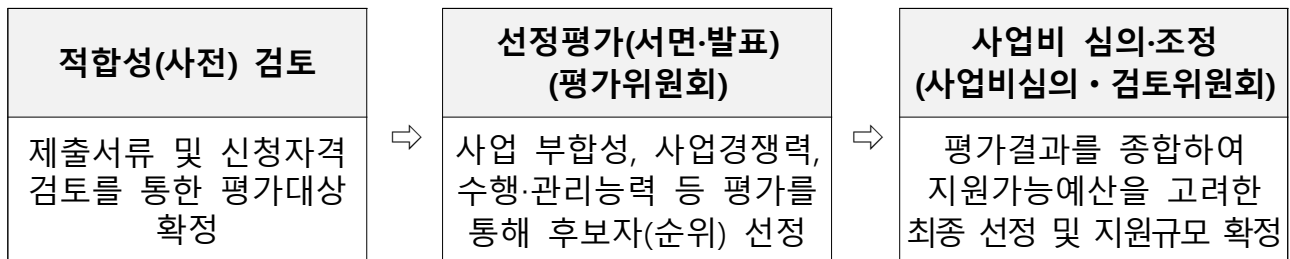 적합성(사전) 검토
제출서류 및 신청자격
검토를 통한 평가대상
확정
⇨
선정평가(서면·발표)
(평가위원회)
사업 부합성, 사업경쟁력,
수행·관리능력 등 평가를
통해 후보자(순위) 선정
⇨
사업비 심의·조정
(사업비심의・검토위원회)
평가결과를 종합하여
지원가능예산을 고려한
최종 선정 및 지원규모 확정